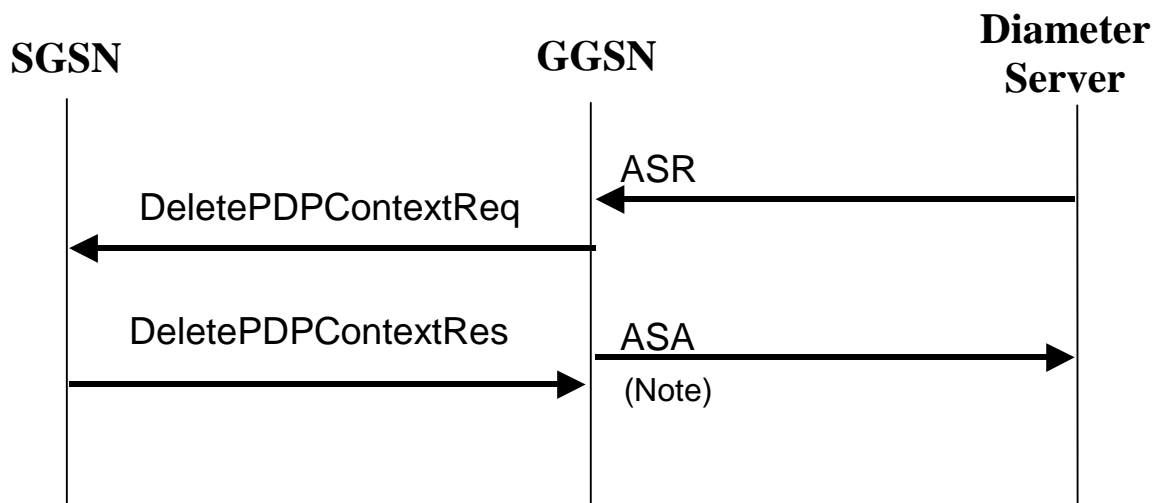 SGSN
GGSN
Diameter
Server
ASR
DeletePDPContextReq
DeletePDPContextRes
ASA
(Note)